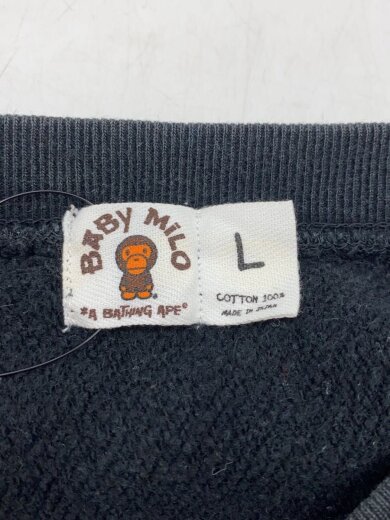 BABY MILO
*A BATHING APE®
L
COTTON 100%
MADE IN JAPAN